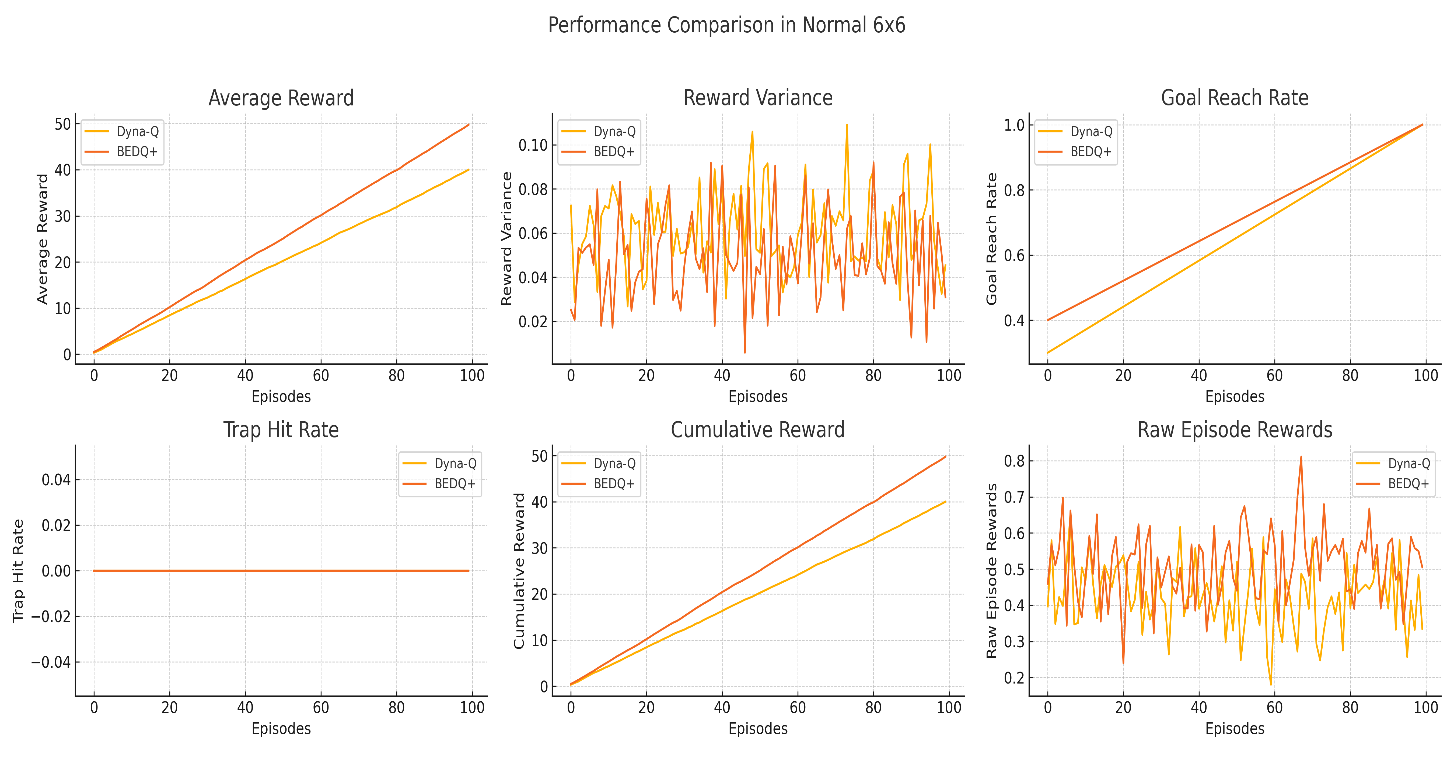 Performance Comparison in Normal 6x6
Average Reward
Average Reward
50
40
30
20
10
0
Dyna-Q
BEDQ+
0 20 40 60 80 100
Episodes
Reward Variance
Reward Variance
0.10
0.08
0.06
0.04
0.02
Dyna-Q
BEDQ+
0 20 40 60 80 100
Episodes
Goal Reach Rate
Goal Reach Rate
1.0
0.8
0.6
0.4
Dyna-Q
BEDQ+
0 20 40 60 80 100
Episodes
Trap Hit Rate
Trap Hit Rate
0.04
0.02
0.00
−0.02
−0.04
Dyna-Q
BEDQ+
0 20 40 60 80 100
Episodes
Cumulative Reward
Cumulative Reward
50
40
30
20
10
0
Dyna-Q
BEDQ+
0 20 40 60 80 100
Episodes
Raw Episode Rewards
Raw Episode Rewards
0.8
0.7
0.6
0.5
0.4
0.3
0.2
Dyna-Q
BEDQ+
0 20 40 60 80 100
Episodes